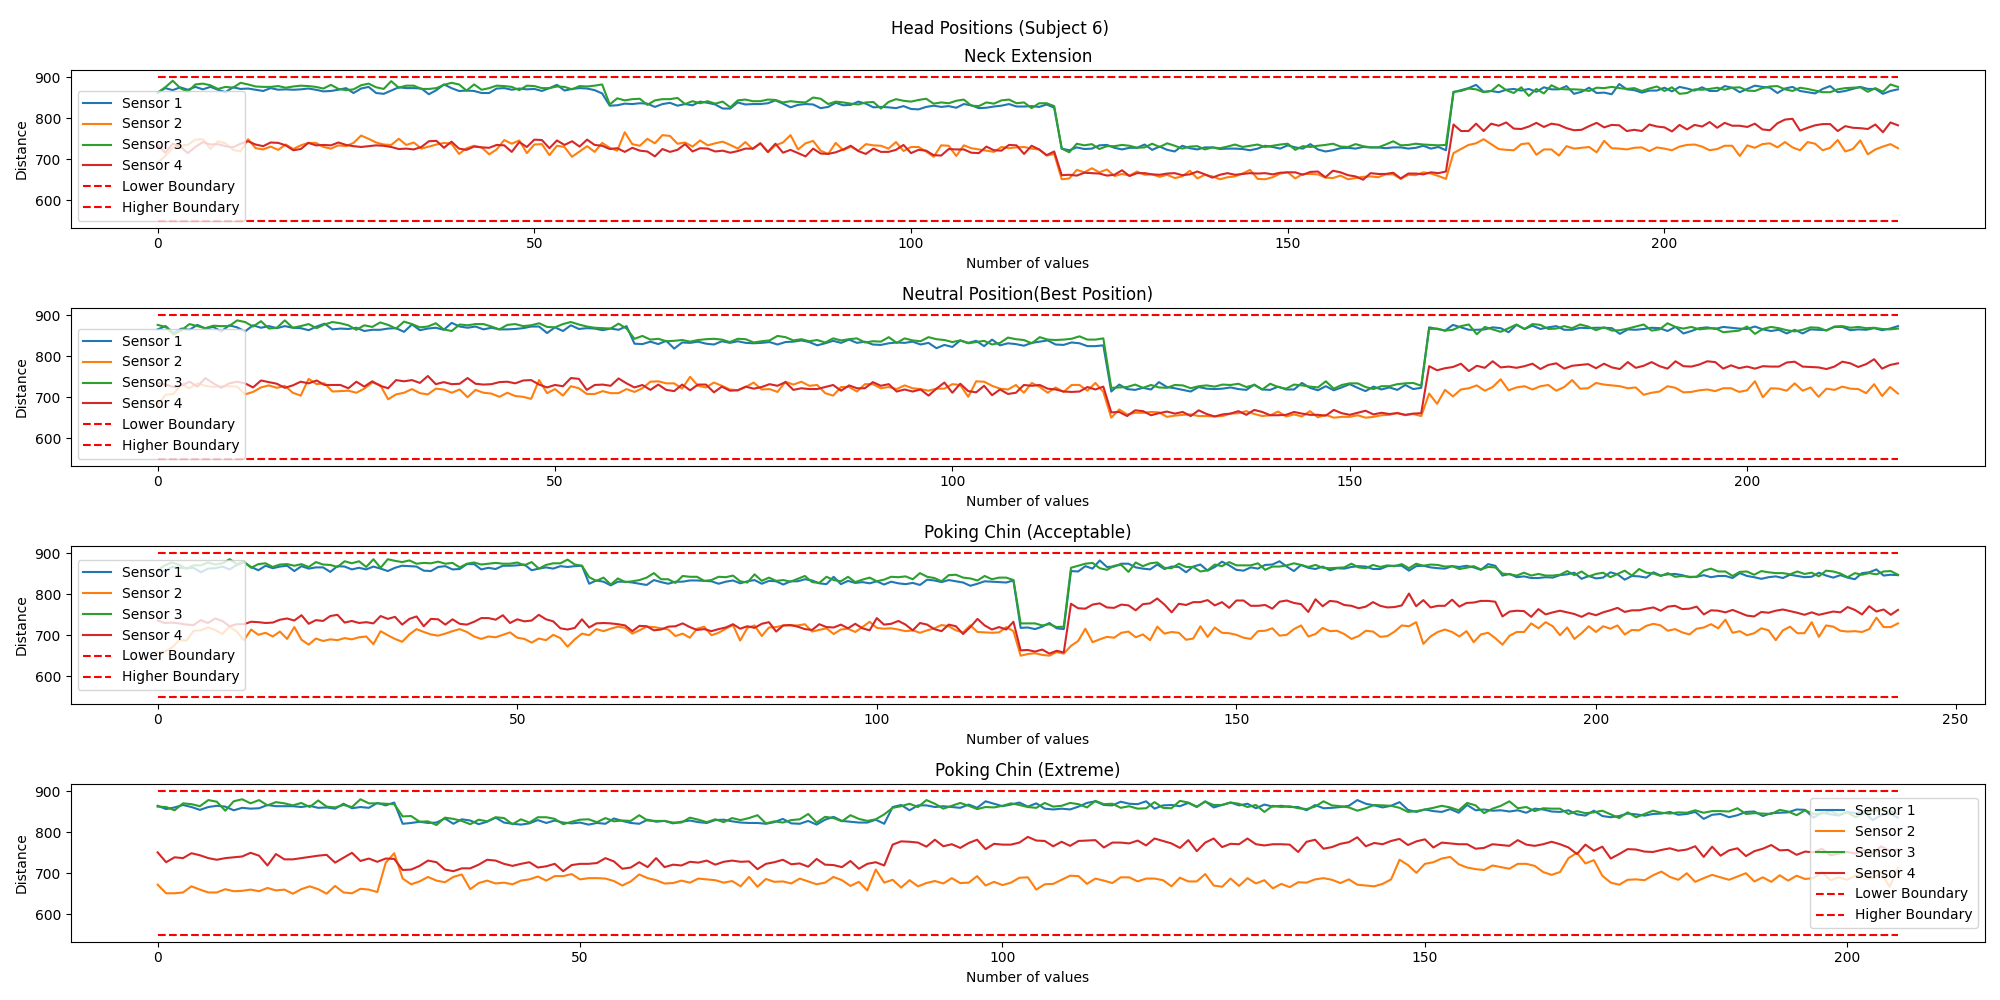 Head Positions (Subject 6)
Neck Extension
900
800
700
600
Distance
Sensor 1
Sensor 2
Sensor 3
Sensor 4
Lower Boundary
Higher Boundary
0 50 100 150 200
Number of values
Neutral Position(Best Position)
900
800
700
600
Distance
Sensor 1
Sensor 2
Sensor 3
Sensor 4
Lower Boundary
Higher Boundary
0 50 100 150 200
Number of values
Poking Chin (Acceptable)
900
800
700
600
Distance
Sensor 1
Sensor 2
Sensor 3
Sensor 4
Lower Boundary
Higher Boundary
0 50 100 150 200 250
Number of values
Poking Chin (Extreme)
900
800
700
600
Distance
Sensor 1
Sensor 2
Sensor 3
Sensor 4
Lower Boundary
Higher Boundary
0 50 100 150 200
Number of values